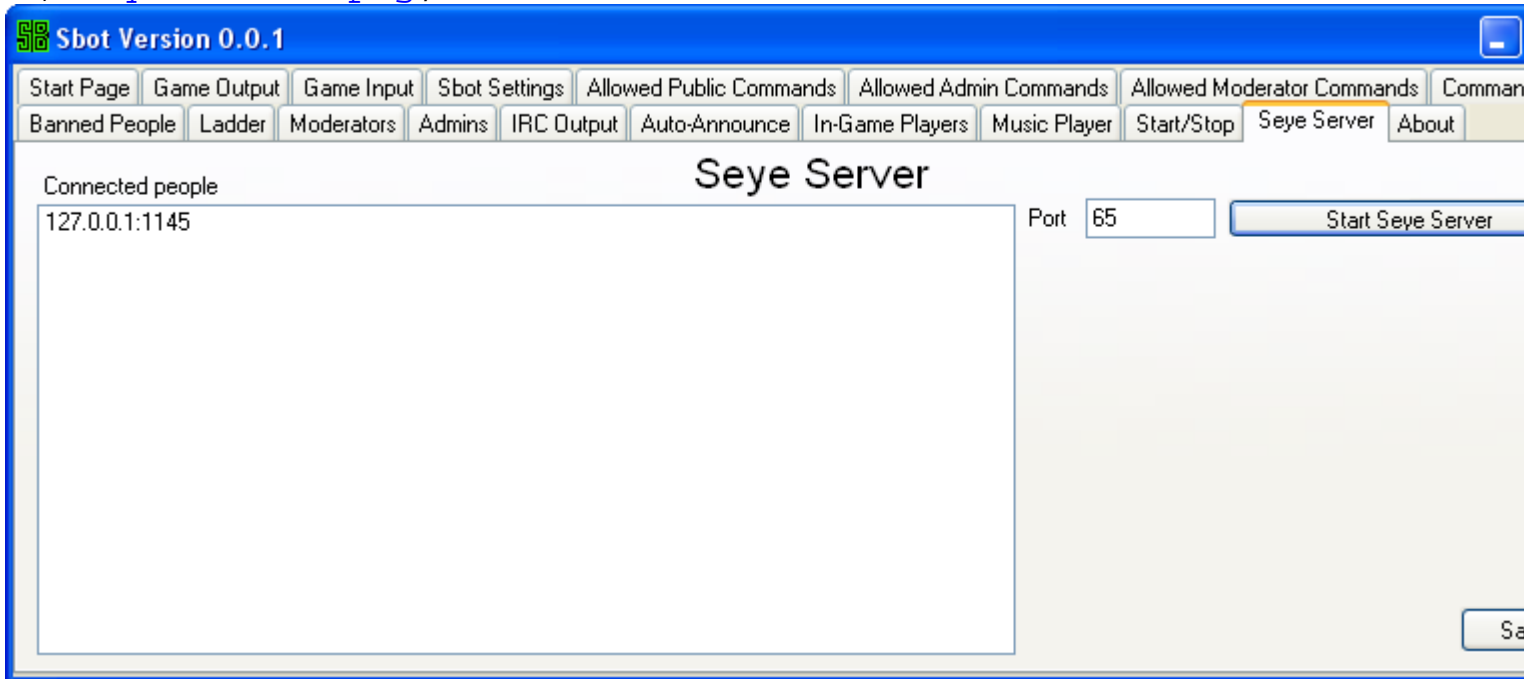 Sbot Version 0.0.1
Start Page Game Output Game Input Sbot Settings Allowed Public Commands Allowed Admin Commands Allowed Moderator Commands Comman
Banned People Ladder Moderators Admins IRC Output Auto-Announce In-Game Players Music Player Start/Stop Seye Server About
Seye Server
Connected people
127.0.0.1:1145
Port 65 Start Seye Server
Sa